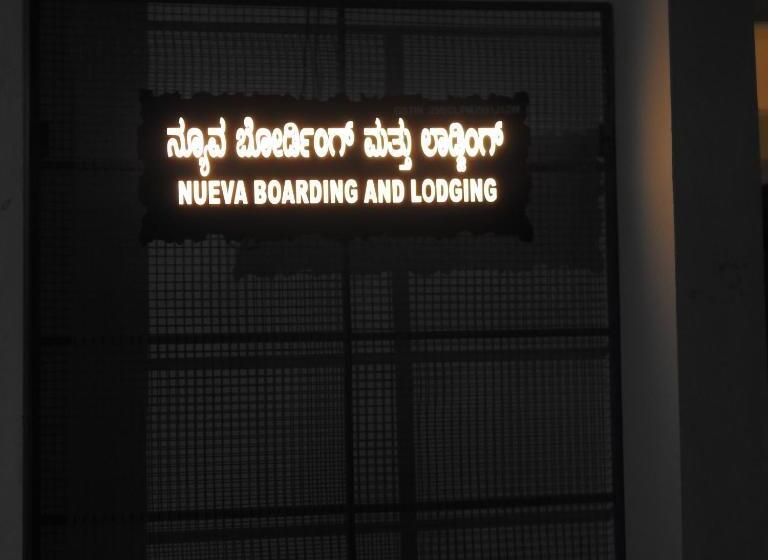 ನ್ಯೂವ ಬೋರ್ಡಿಂಗ್ ಮತ್ತು ಲಾಡ್ಜಿಂಗ್
NUEVA BOARDING AND LODGING